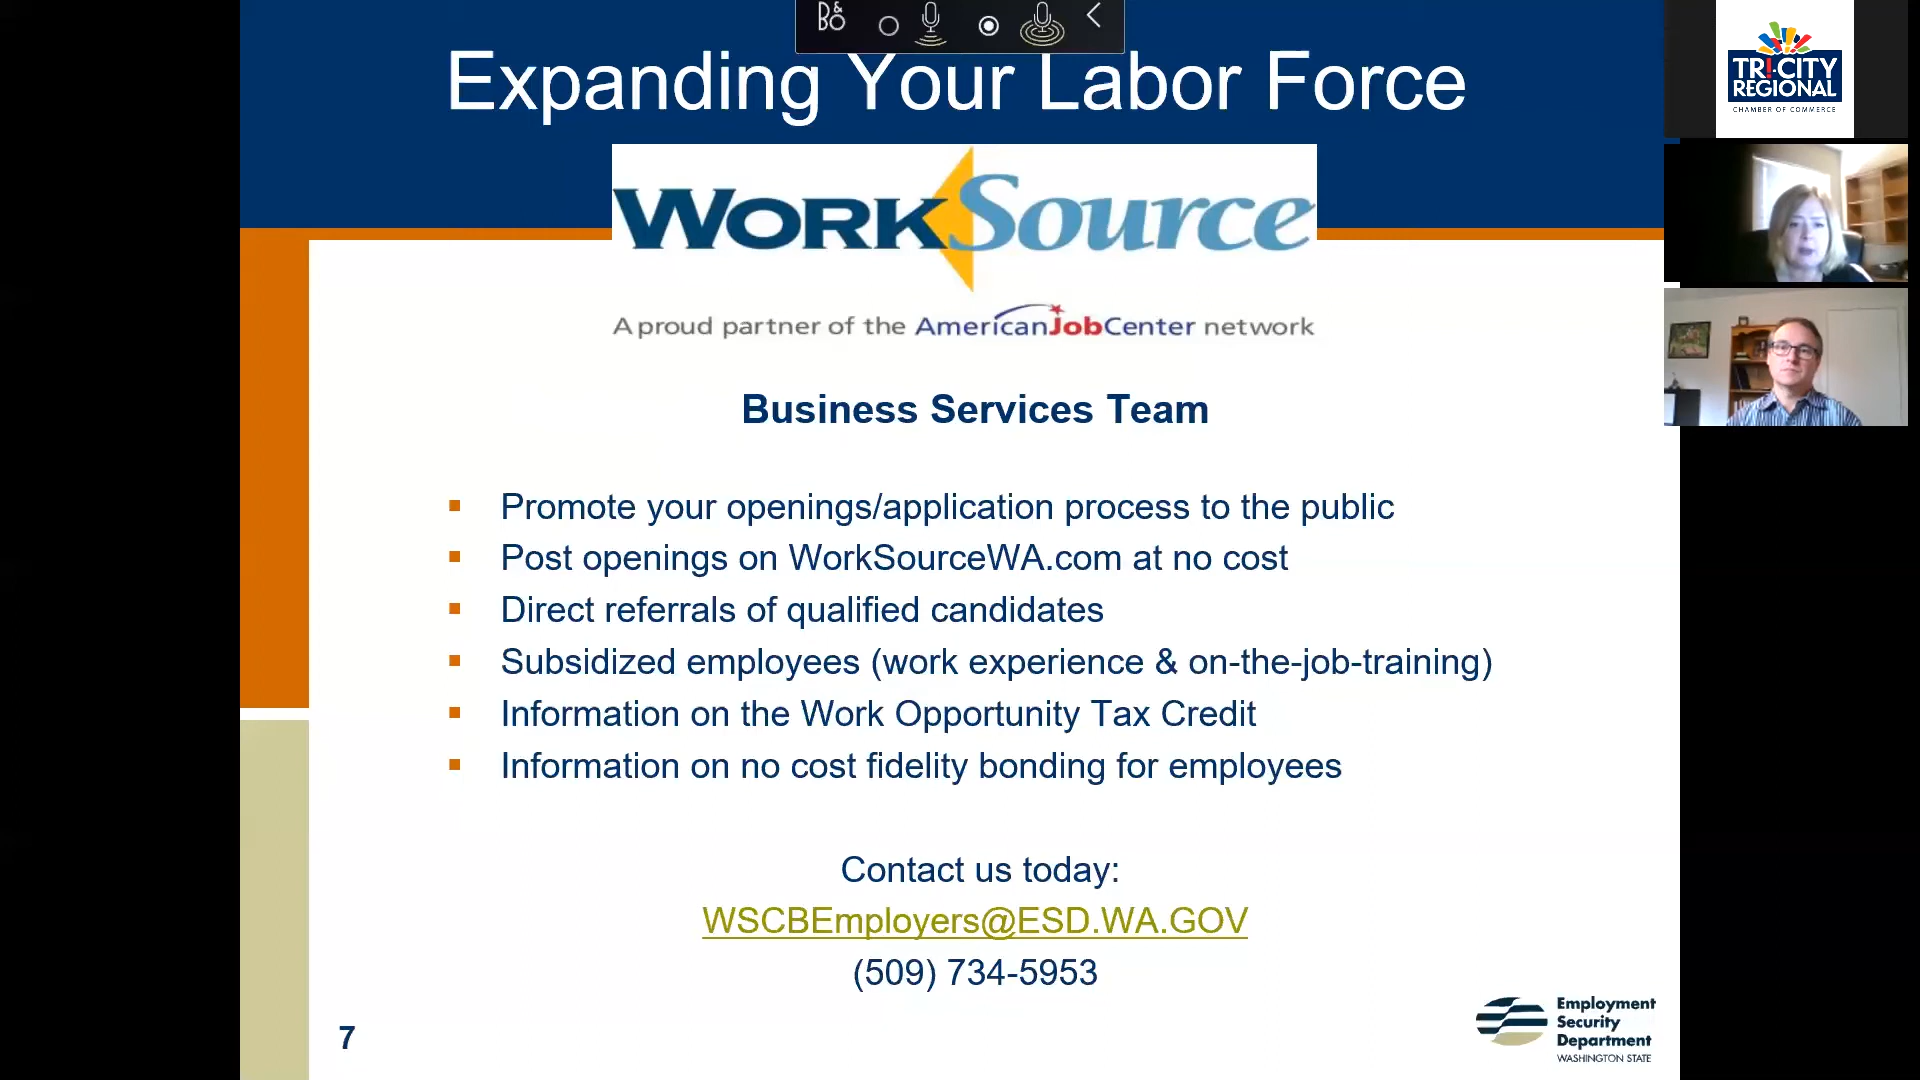 B&O
Expanding Your Labor Force
TR!-CITY
REGIONAL
CHAMBER OF COMMERCE
WORKSource
A proud partner of the AmericanJobCenter network
Business Services Team
▪ Promote your openings/application process to the public
▪ Post openings on WorkSourceWA.com at no cost
▪ Direct referrals of qualified candidates
▪ Subsidized employees (work experience & on-the-job-training)
▪ Information on the Work Opportunity Tax Credit
▪ Information on no cost fidelity bonding for employees
Contact us today:
WSCBEmployers@ESD.WA.GOV
(509) 734-5953
7
Employment
Security
Department
WASHINGTON STATE